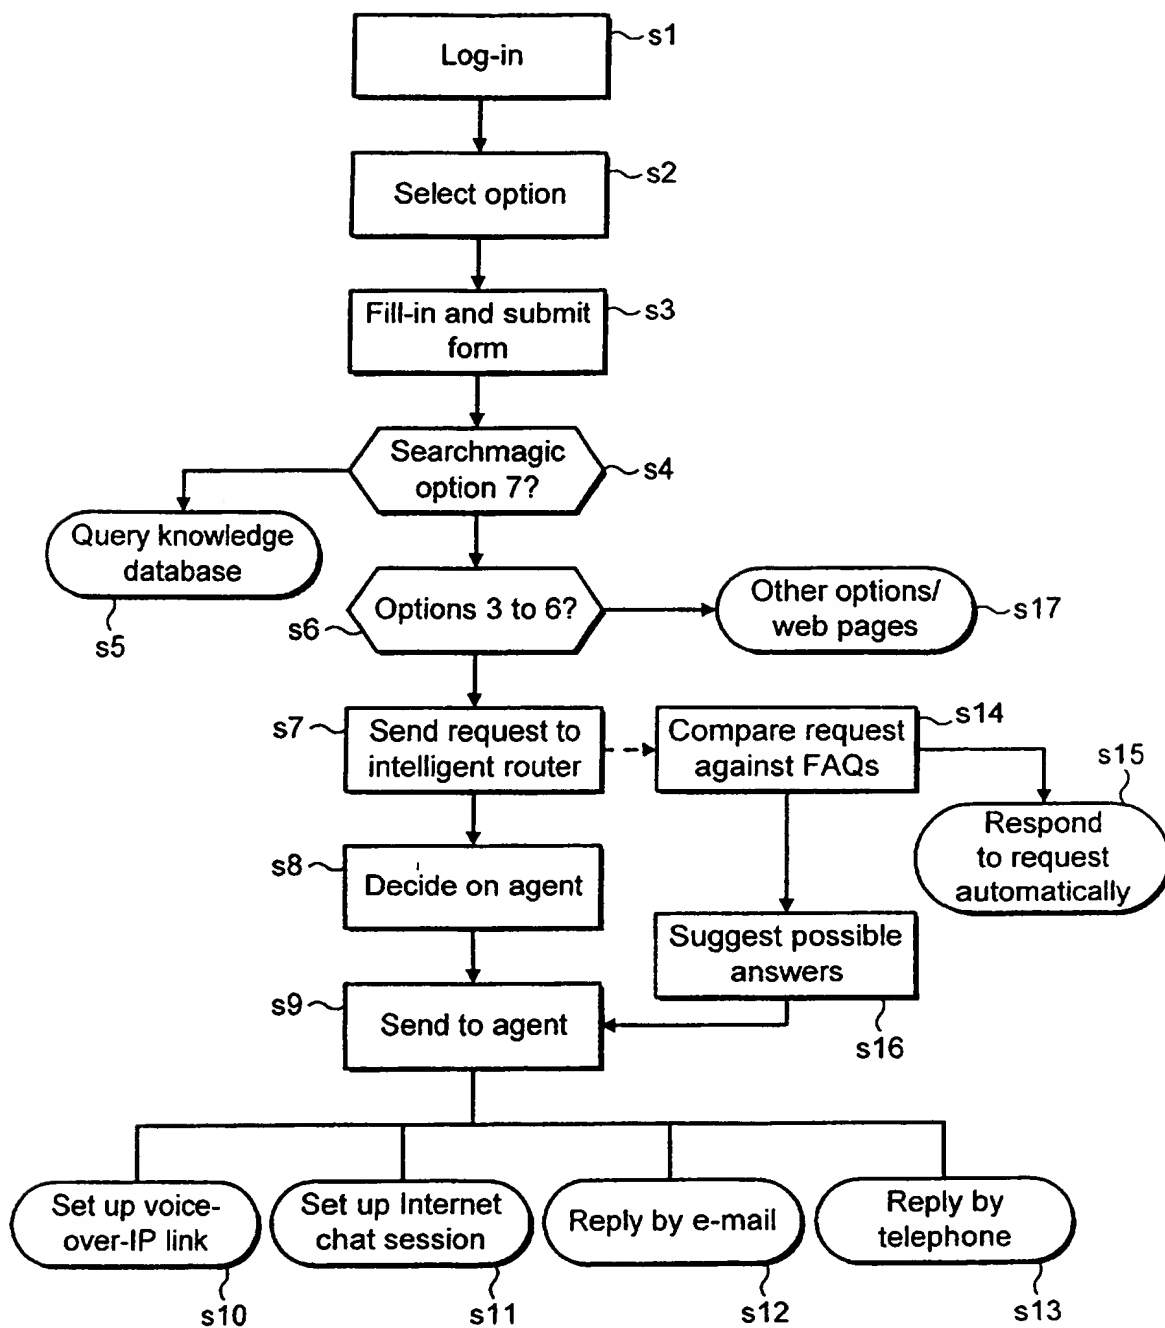 Log-in
s1
Select option
s2
Fill-in and submit
form
s3
Searchmagic
option 7?
s4
Query knowledge
database
s5
Options 3 to 6?
s6
Other options/
web pages
s17
s7
Send request to
intelligent router
Compare request
against FAQs
s14
s15
Respond
to request
automatically
s8
Decide on agent
Suggest possible
answers
s16
s9
Send to agent
Set up voice-
over-IP link
s10
Set up Internet
chat session
s11
Reply by e-mail
s12
Reply by
telephone
s13